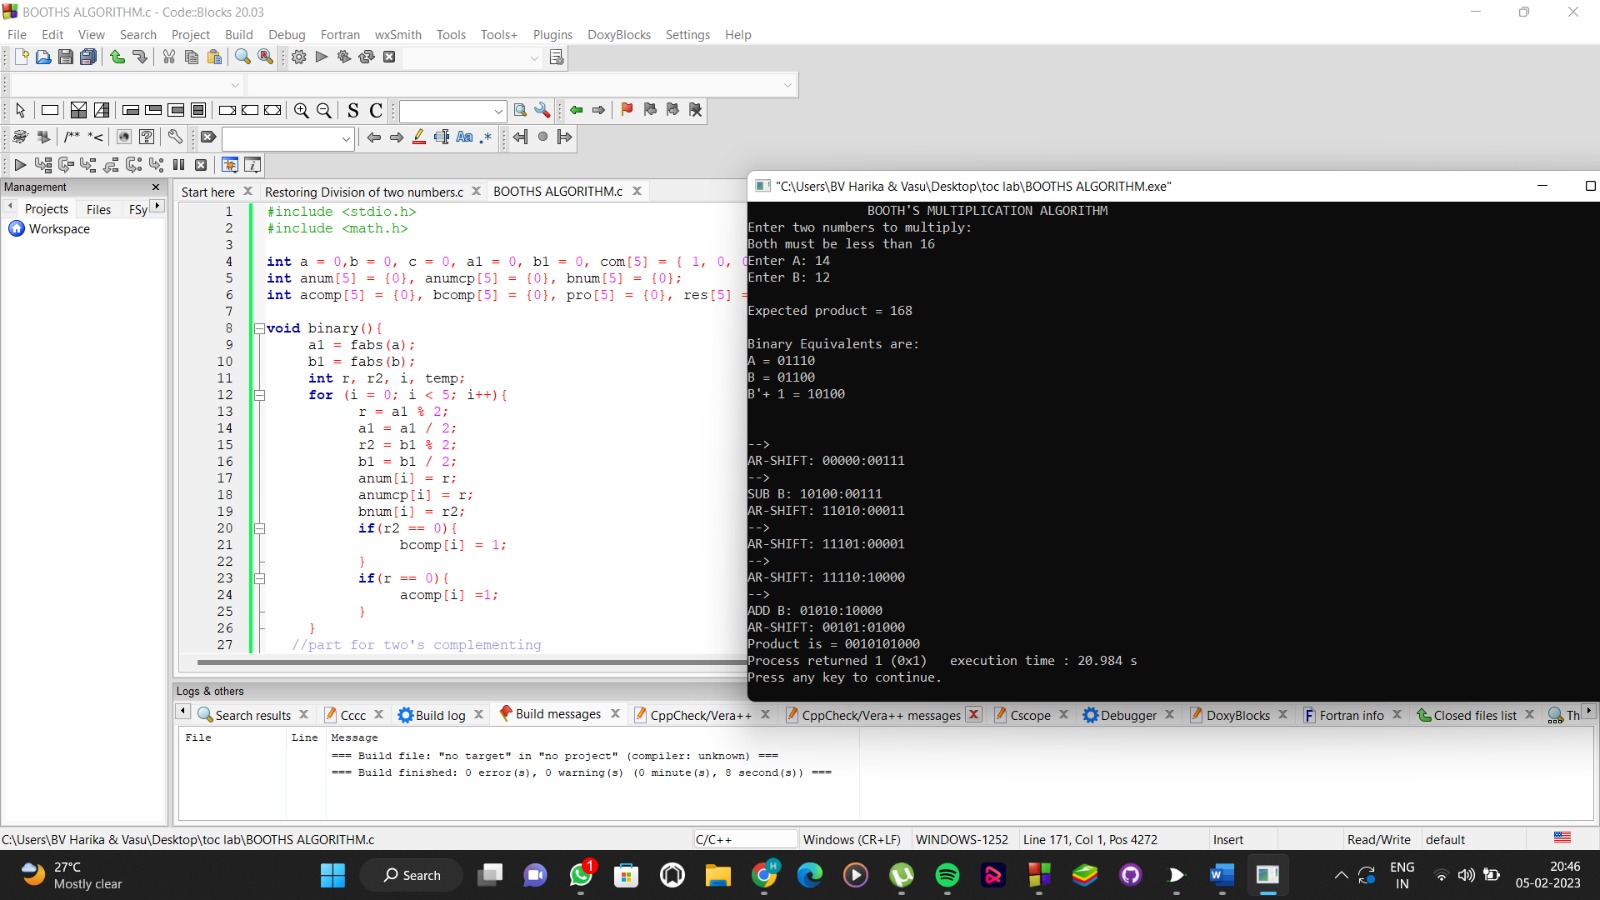 BOOTHS ALGORITHM.c - Code::Blocks 20.03
File Edit View Search Project Build Debug Fortran wxSmith Tools Tools+ Plugins DoxyBlocks Settings Help
S C
/** *<
Aa .*
Management
Projects Files FSy
Workspace
Start here Restoring Division of two numbers.c BOOTHS ALGORITHM.c
1 #include <stdio.h>
2 #include <math.h>
3
4 int a = 0,b = 0, c = 0, a1 = 0, b1 = 0, com[5] = { 1, 0,
5 int anum[5] = {0}, anumcp[5] = {0}, bnum[5] = {0};
6 int acomp[5] = {0}, bcomp[5] = {0}, pro[5] = {0}, res[5] =
7
8 void binary(){
9 a1 = fabs(a);
10 b1 = fabs(b);
11 int r, r2, i, temp;
12 for (i = 0; i < 5; i++){
13 r = a1 % 2;
14 a1 = a1 / 2;
15 r2 = b1 % 2;
16 b1 = b1 / 2;
17 anum[i] = r;
18 anumcp[i] = r;
19 bnum[i] = r2;
20 if(r2 == 0){
21 bcomp[i] = 1;
22 }
23 if(r == 0){
24 acomp[i] =1;
25 }
26 }
27 //part for two's complementing
"C:\Users\BV Harika & Vasu\Desktop\toc lab\BOOTHS ALGORITHM.exe"
BOOTH'S MULTIPLICATION ALGORITHM
Enter two numbers to multiply:
Both must be less than 16
Enter A: 14
Enter B: 12
Expected product = 168
Binary Equivalents are:
A = 01110
B = 01100
B'+ 1 = 10100
-->
AR-SHIFT: 00000:00111
-->
SUB B: 10100:00111
AR-SHIFT: 11010:00011
-->
AR-SHIFT: 11101:00001
-->
AR-SHIFT: 11110:10000
-->
ADD B: 01010:10000
AR-SHIFT: 00101:01000
Product is = 0010101000
Process returned 1 (0x1) execution time : 20.984 s
Press any key to continue.
Logs & others
Search results Cccc Build log Build messages CppCheck/Vera++ CppCheck/Vera++ messages Cscope Debugger DoxyBlocks Fortran info Closed files list Th
File Line Message
=== Build file: "no target" in "no project" (compiler: unknown) ===
=== Build finished: 0 error(s), 0 warning(s) (0 minute(s), 8 second(s)) ===
C:\Users\BV Harika & Vasu\Desktop\toc lab\BOOTHS ALGORITHM.c C/C++ Windows (CR+LF) WINDOWS-1252 Line 171, Col 1, Pos 4272 Insert Read/Write default
27°C
Mostly clear
Search
1
H
W
ENG
IN
20:46
05-02-2023